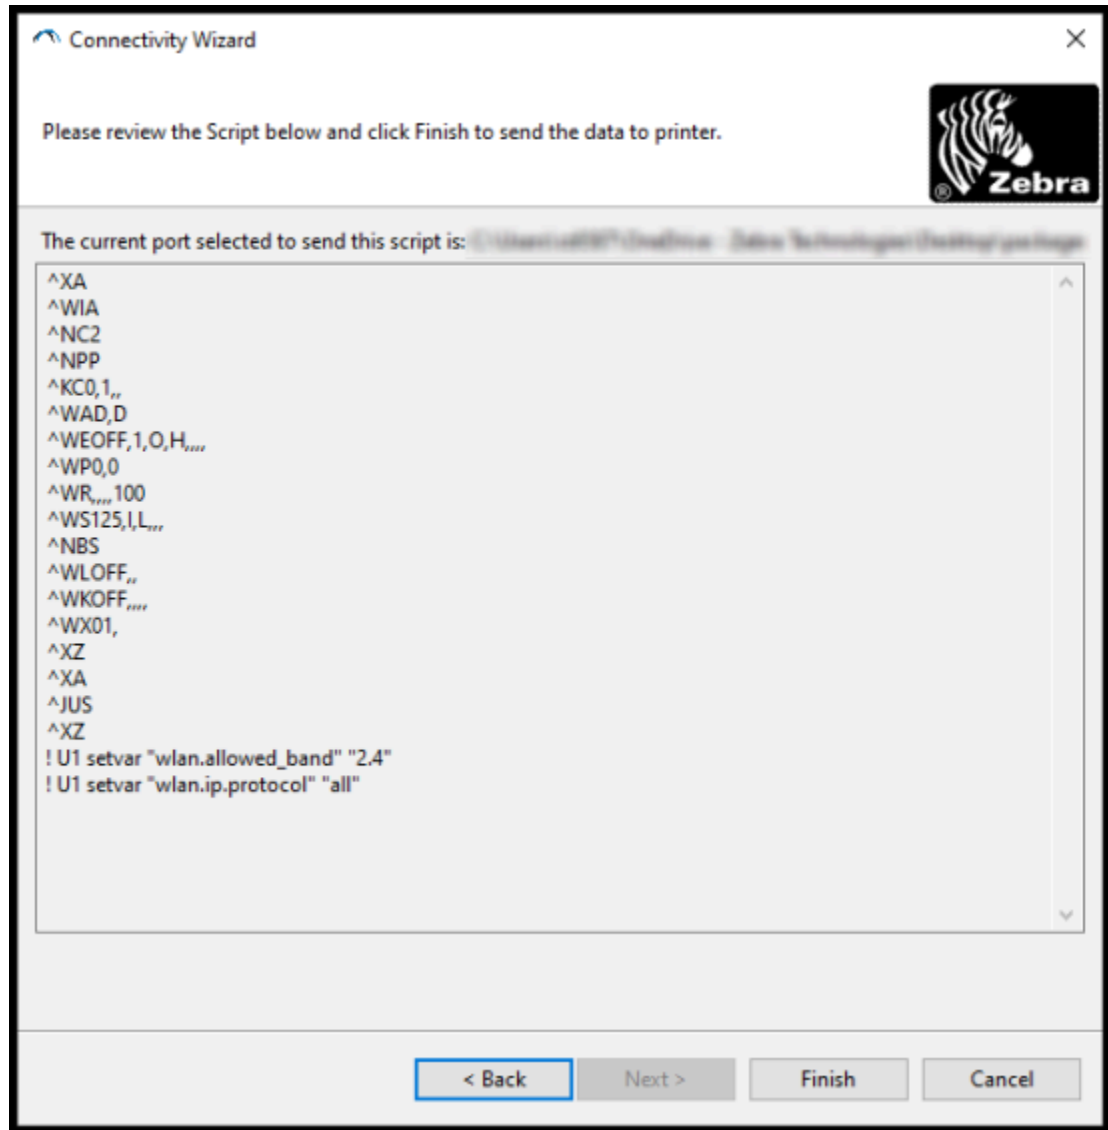 Connectivity Wizard
Please review the Script below and click Finish to send the data to printer.
Zebra
®
The current port selected to send this script is:
^XA
^WIA
^NC2
^NPP
^KC0,1,,
^WAD,D
^WEOFF,1,O,H,,,,
^WP0,0
^WR,,,,100
^WS125,I,L,,,
^NBS
^WLOFF,,
^WKOFF,,,,
^WX01,
^XZ
^XA
^JUS
^XZ
! U1 setvar "wlan.allowed_band" "2.4"
! U1 setvar "wlan.ip.protocol" "all"
< Back
Next >
Finish
Cancel